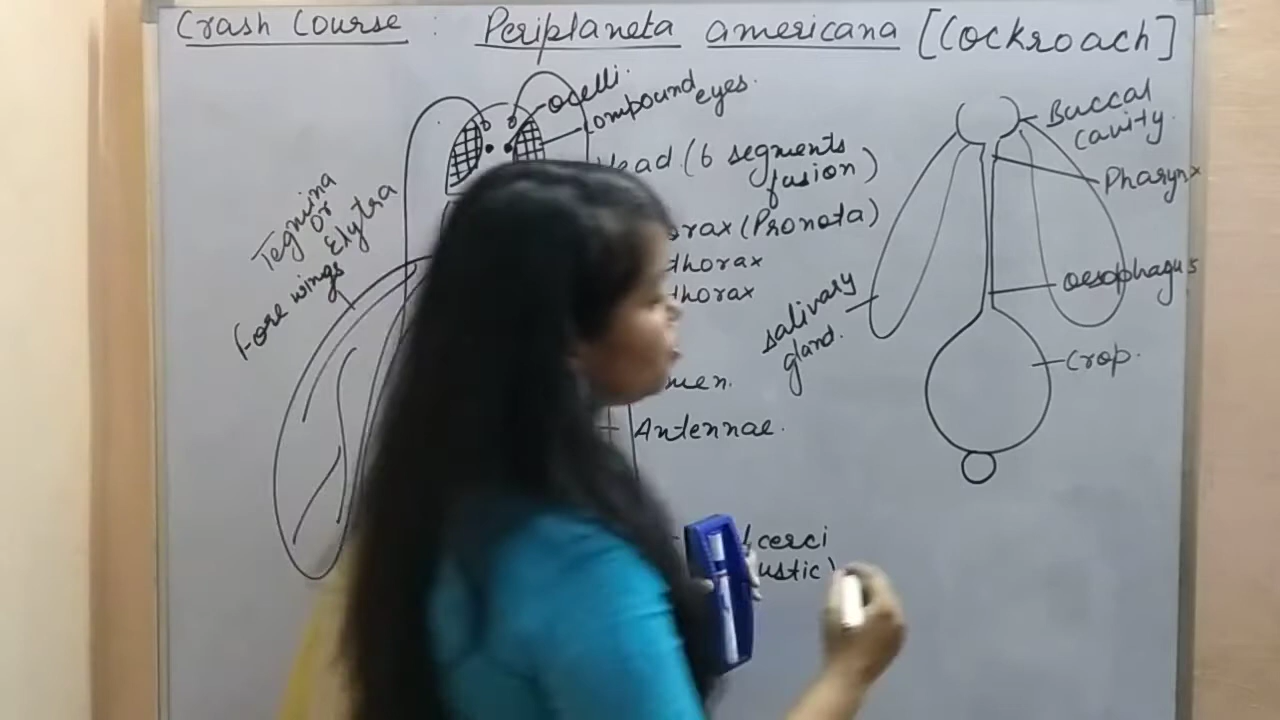 Crash Course : Periplaneta americana [Cockroach]
ocelli.
compound eyes.
Head (6 segments
fusion)
(Pronota)
Tegmina
or
Elytra
Fore wings
Antennae.
cerci
Buccal
cavity.
Pharynx
oesophagus
salivary
gland.
crop.